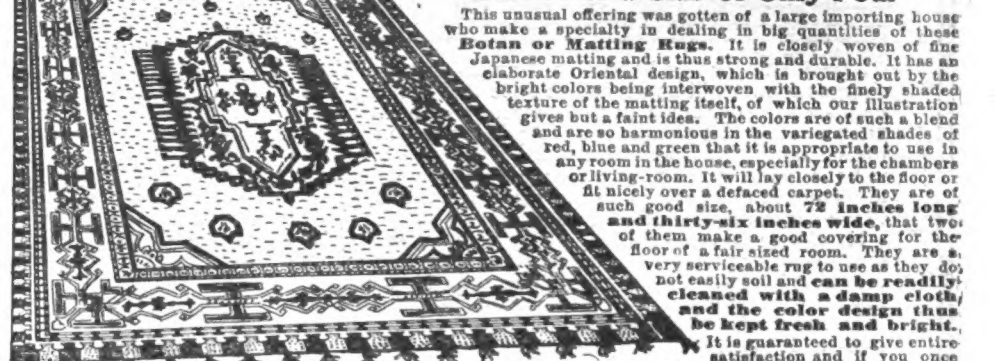 This unusual offering was gotten of a large importing house
who make a specialty in dealing in big quantities of these
Botan or Matting Rugs. It is closely woven of fine
Japanese matting and is thus strong and durable. It has an
elaborate Oriental design, which is brought out by the
bright colors being interwoven with the finely shaded
texture of the matting itself, of which our illustration
gives but a faint idea. The colors are of such a blend
and are so harmonious in the variegated shades of
red, blue and green that it is appropriate to use in
any room in the house, especially for the chambers
or living-room. It will lay closely to the floor or
fit nicely over a defaced carpet. They are of
such good size, about 72 inches long
and thirty-six inches wide, that two
of them make a good covering for the
floor of a fair sized room. They are a
very serviceable rug to use as they do
not easily soil and can be readily
cleaned with a damp cloth
and the color design thus
be kept fresh and bright.
It is guaranteed to give entire
satisfaction and if you once